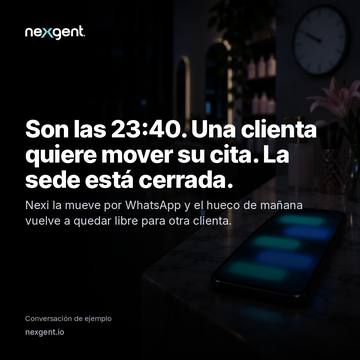 nexgent.
Son las 23:40. Una clienta
quiere mover su cita. La
sede está cerrada.
Nexi la mueve por WhatsApp y el hueco de mañana
vuelve a quedar libre para otra clienta.
Conversación de ejemplo
nexgent.io